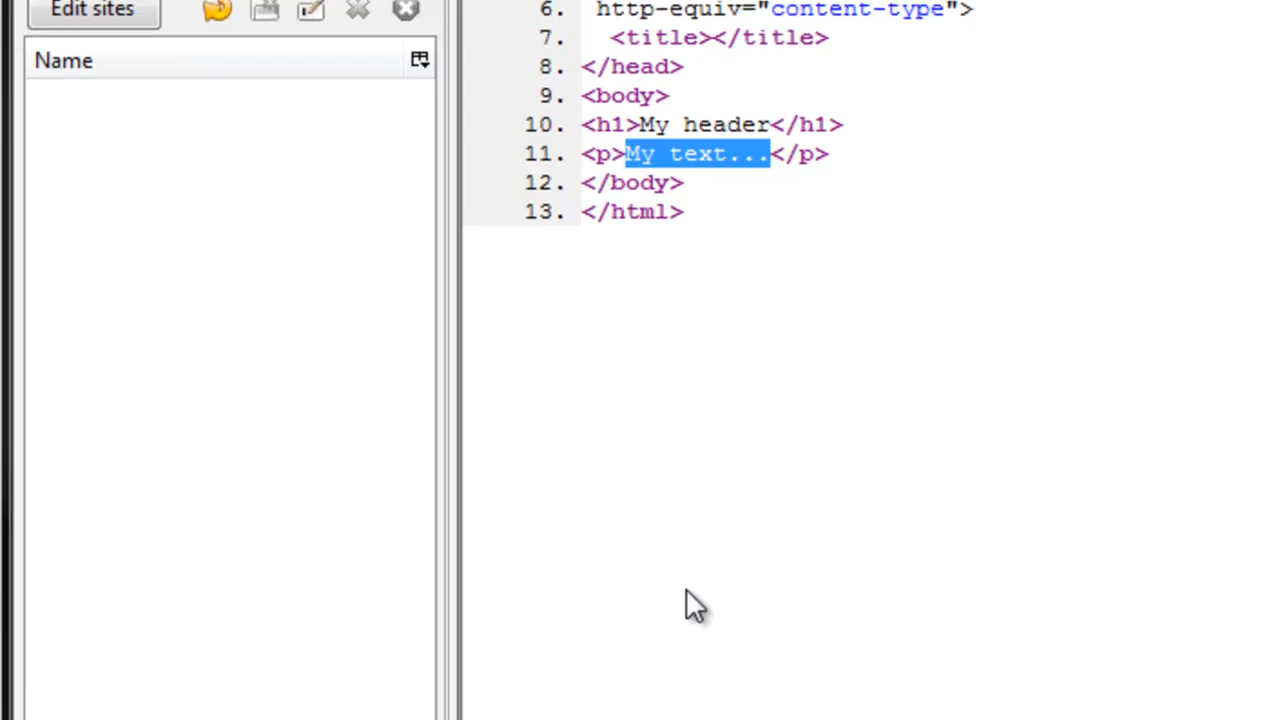 Edit sites
Name
6. http-equiv="content-type">
7. <title></title>
8. </head>
9. <body>
10. <h1>My header</h1>
11. <p>My text...</p>
12. </body>
13. </html>